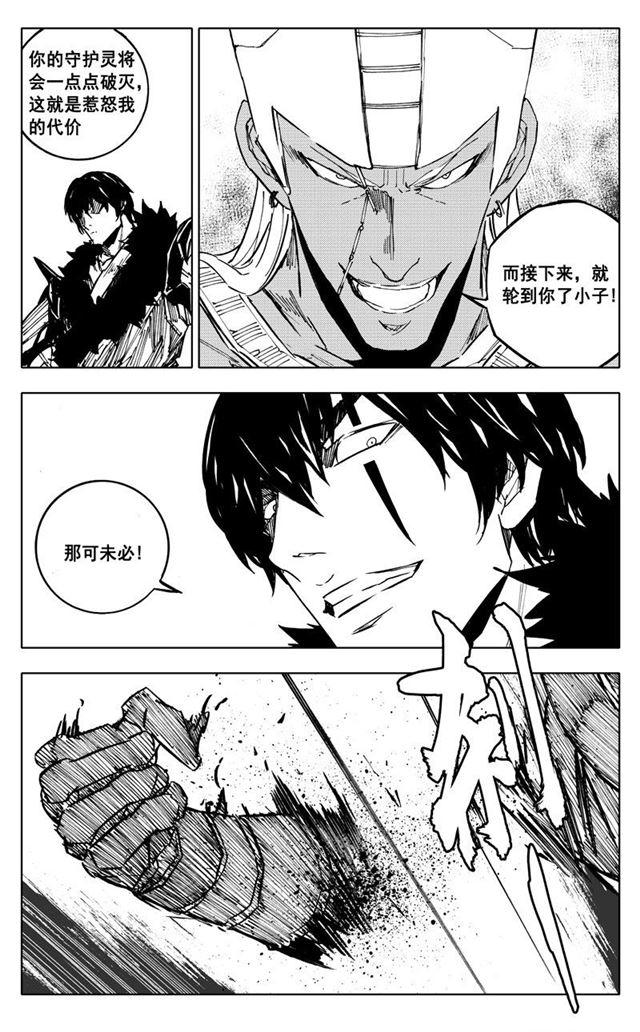 你的守护灵将
会一点点破灭，
这就是惹怒我
的代价
而接下来，就
轮到你了小子！
那可未必！
嚓